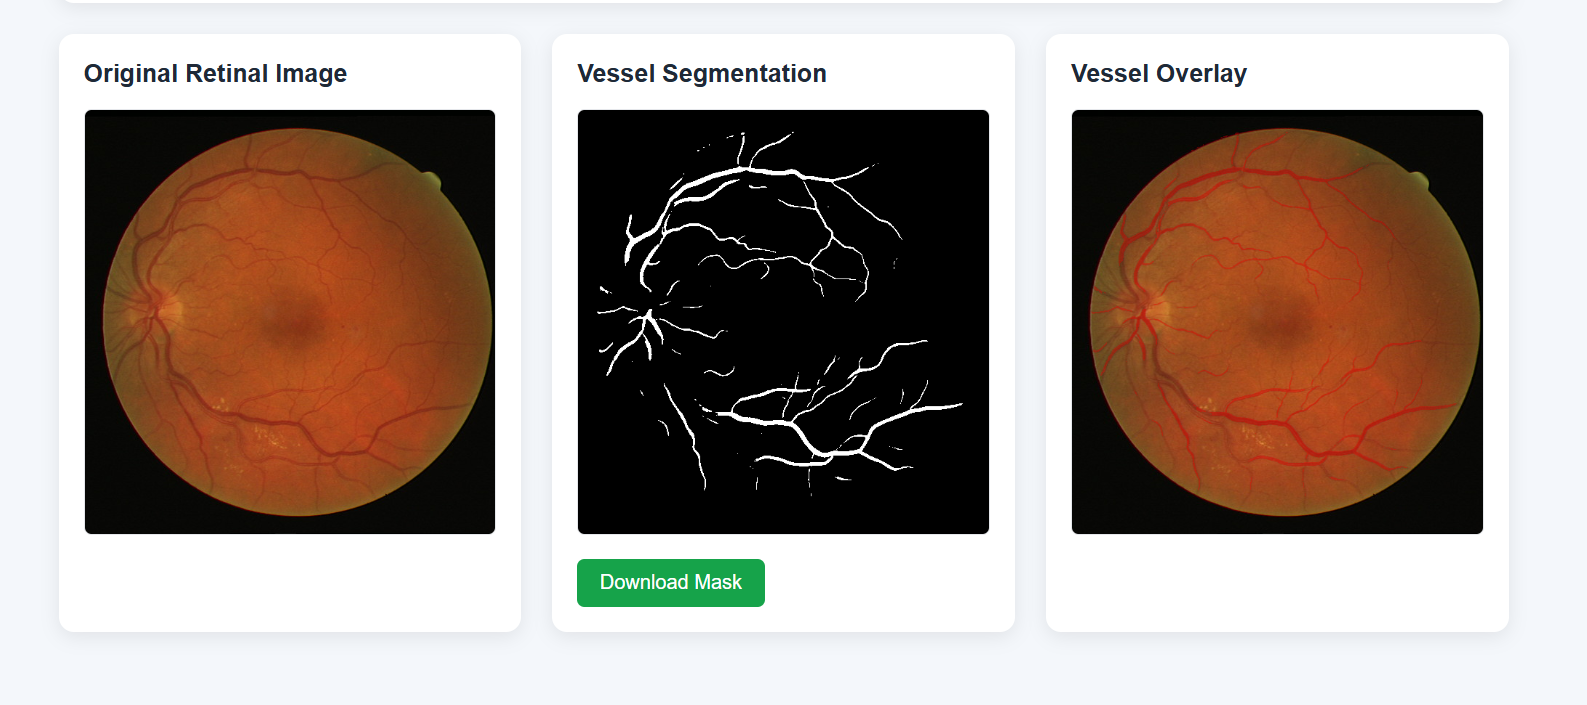 Original Retinal Image
Vessel Segmentation
Vessel Overlay
Download Mask